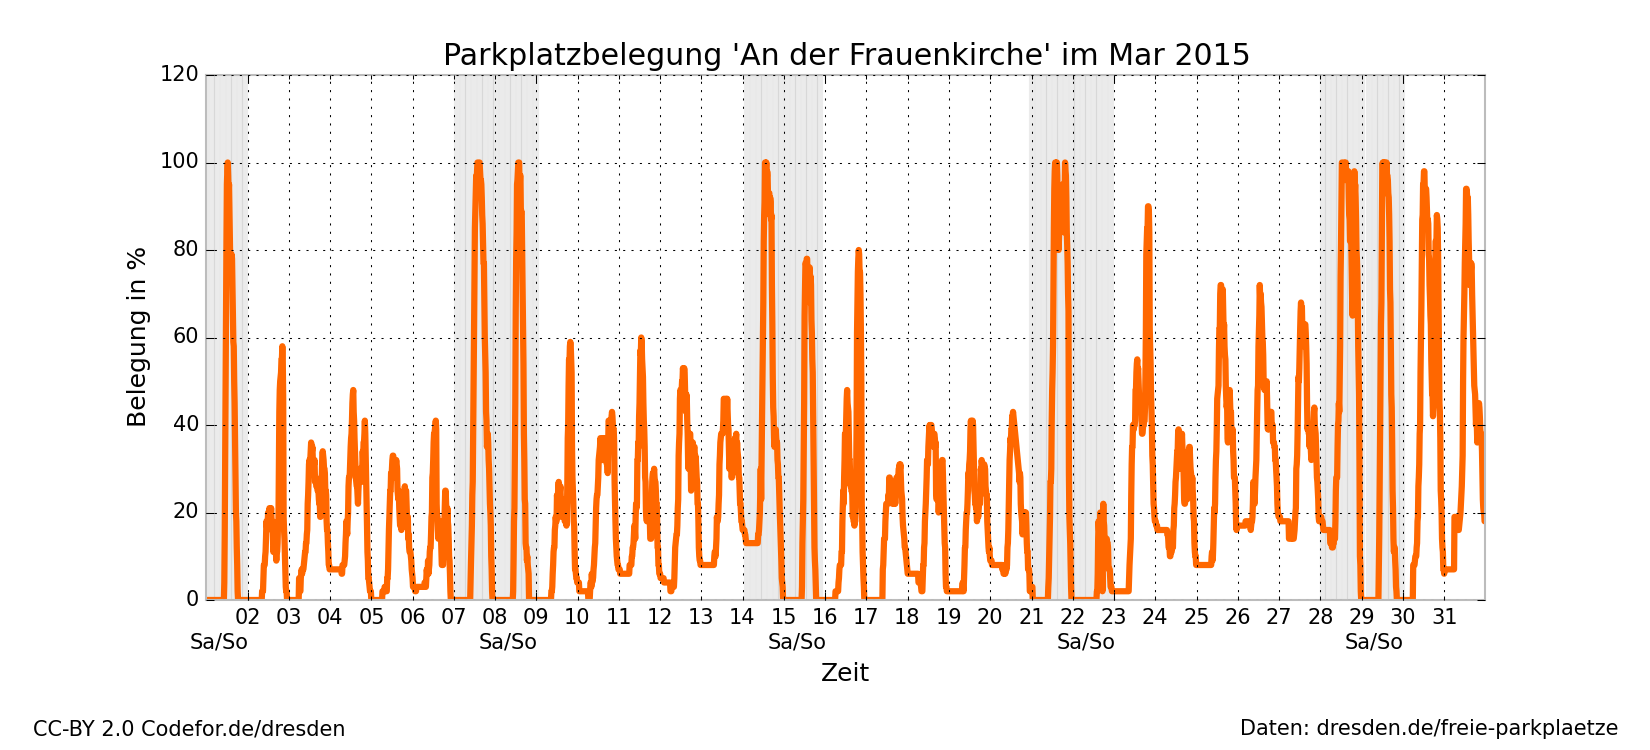 Parkplatzbelegung 'An der Frauenkirche' im Mar 2015
120
100
80
60
40
20
0
Belegung in %
02 03 04 05 06 07 08 09 10 11 12 13 14 15 16 17 18 19 20 21 22 23 24 25 26 27 28 29 30 31
Sa/So Sa/So Sa/So Sa/So Sa/So
Zeit
CC-BY 2.0 Codefor.de/dresden
Daten: dresden.de/freie-parkplaetze